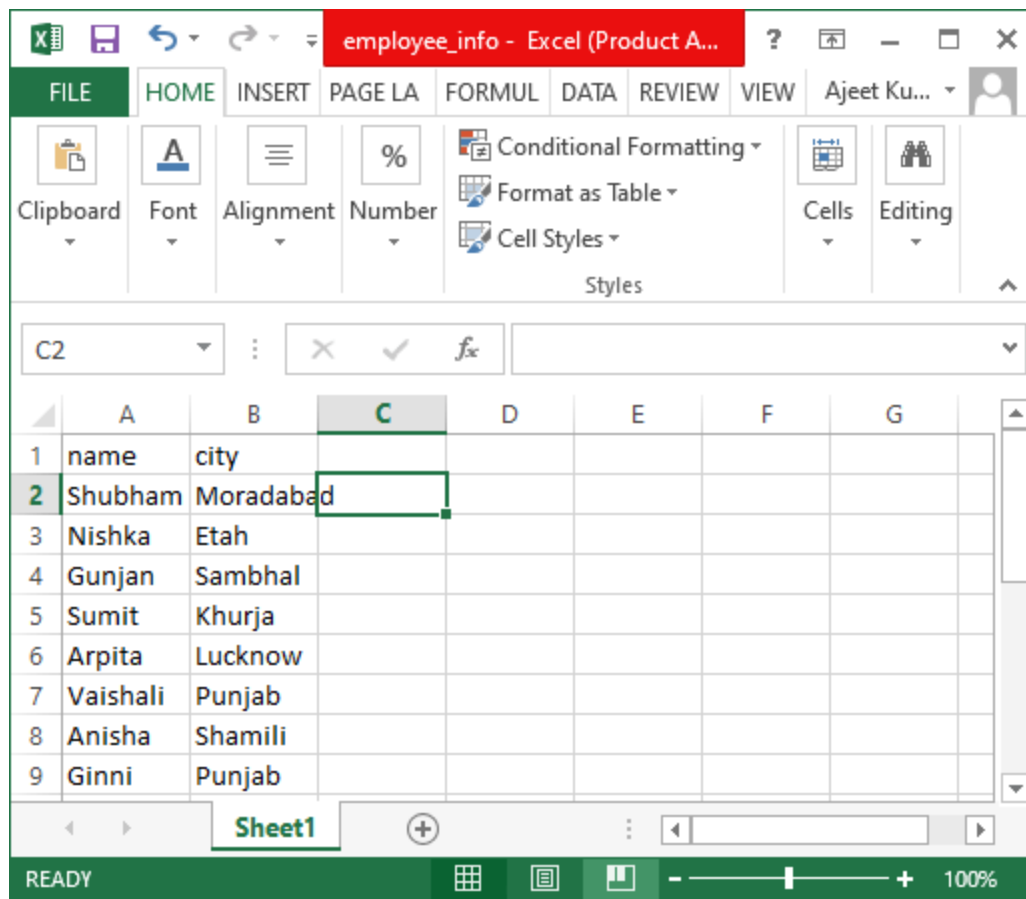 employee_info - Excel (Product A... ?
FILE HOME INSERT PAGE LA FORMUL DATA REVIEW VIEW Ajeet Ku...
Clipboard Font Alignment % Number Conditional Formatting Cells Editing
Format as Table
Cell Styles
Styles
C2 fx
A B C D E F G
1 name city
2 Shubham Moradabad
3 Nishka Etah
4 Gunjan Sambhal
5 Sumit Khurja
6 Arpita Lucknow
7 Vaishali Punjab
8 Anisha Shamili
9 Ginni Punjab
Sheet1
READY 100%